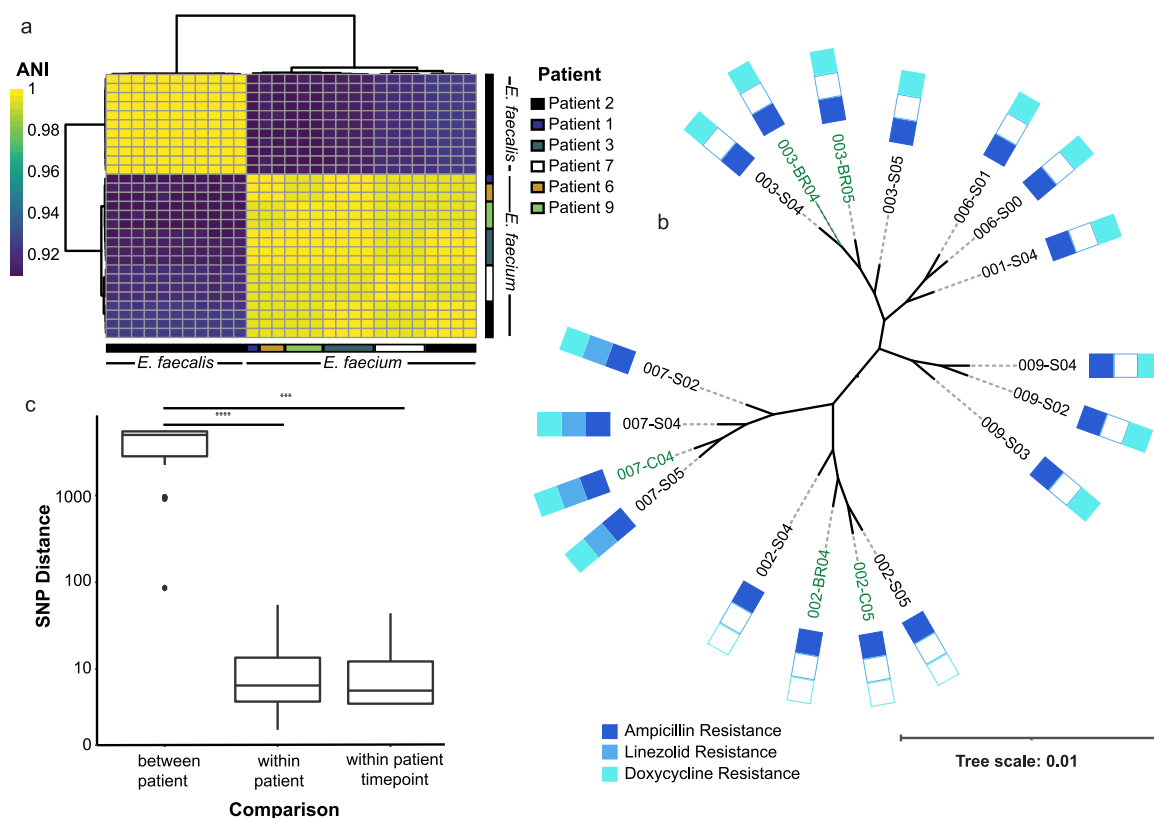 a
ANI
1
0.98
0.96
0.94
0.92
E. faecalis
E. faecium
E. faecalis
E. faecium
Patient
Patient 2
Patient 1
Patient 3
Patient 7
Patient 6
Patient 9
b
003-S04
003-BR04
003-BR05
003-S05
006-S01
006-S00
001-S04
009-S04
009-S02
009-S03
007-S02
007-S04
007-C04
007-S05
002-S04
002-BR04
002-C05
002-S05
Ampicillin Resistance
Linezolid Resistance
Doxycycline Resistance
Tree scale: 0.01
c
***
****
SNP Distance
1000
100
10
0
between
patient
within
patient
within patient
timepoint
Comparison